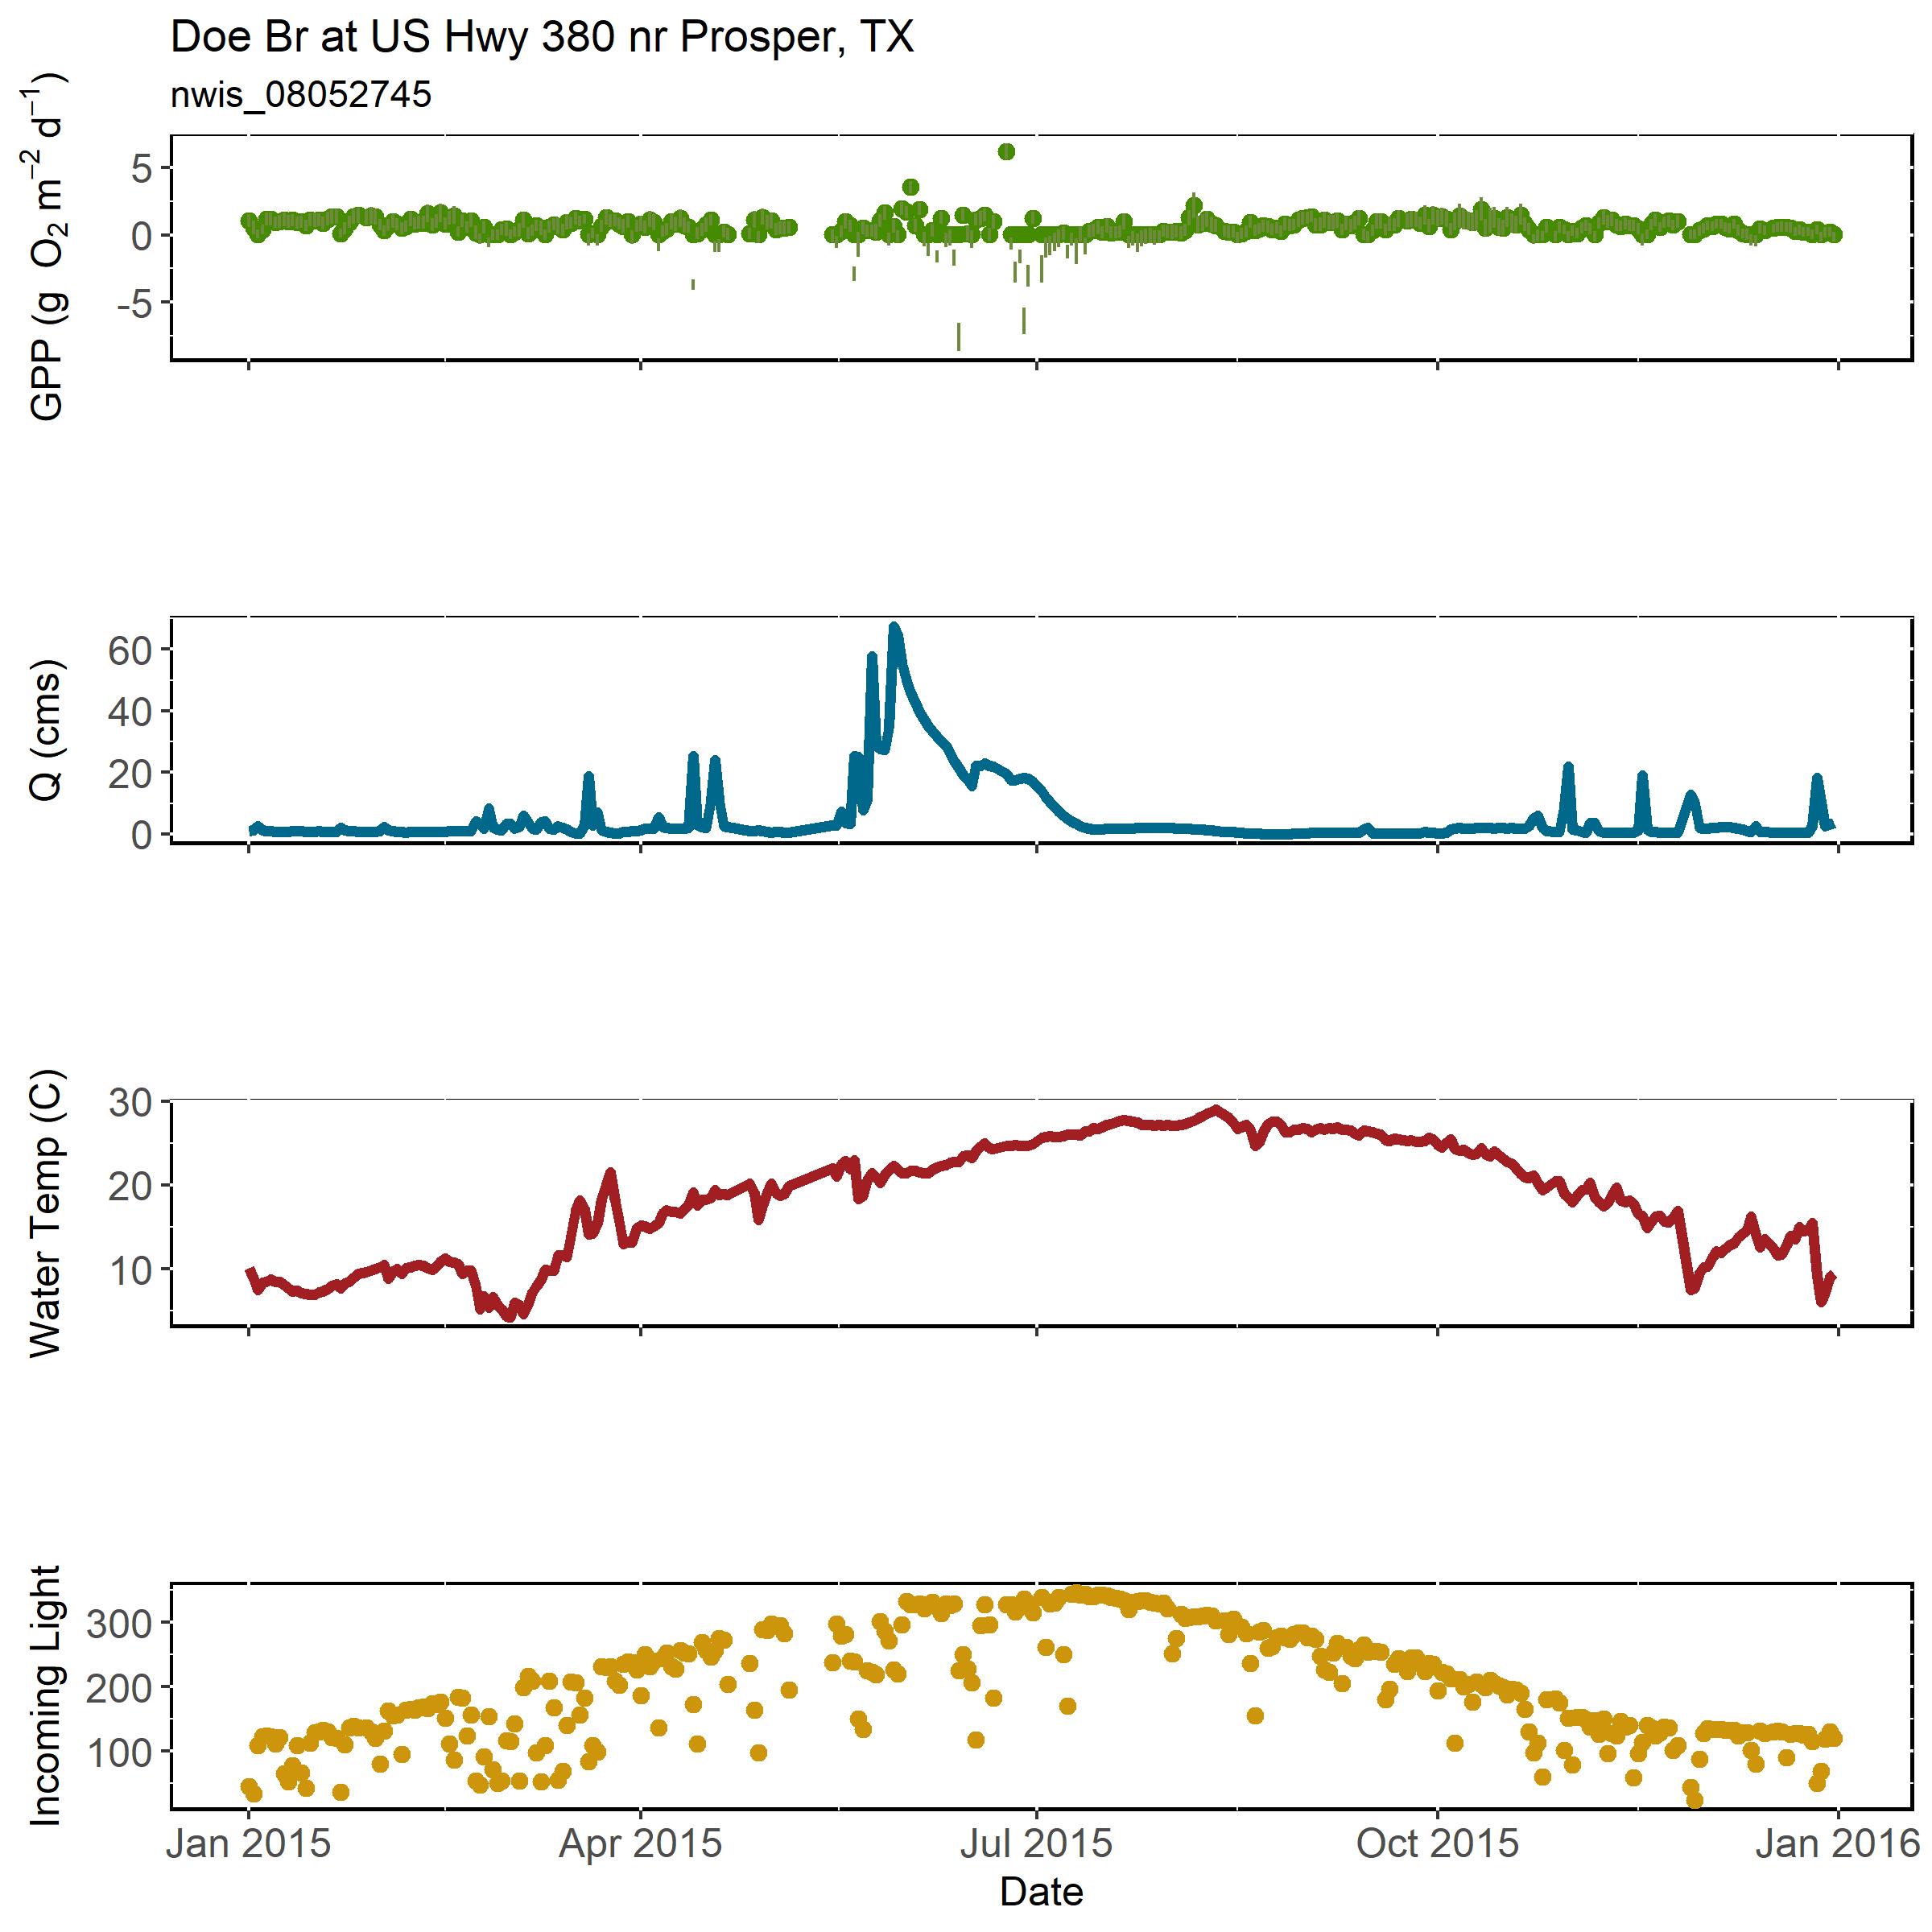 Doe Br at US Hwy 380 nr Prosper, TX
nwis_08052745
GPP (g O₂ m⁻² d⁻¹)
5
0
-5
Q (cms)
60
40
20
0
Water Temp (C)
30
20
10
Incoming Light
300
200
100
Jan 2015 Apr 2015 Jul 2015 Oct 2015 Jan 2016
Date